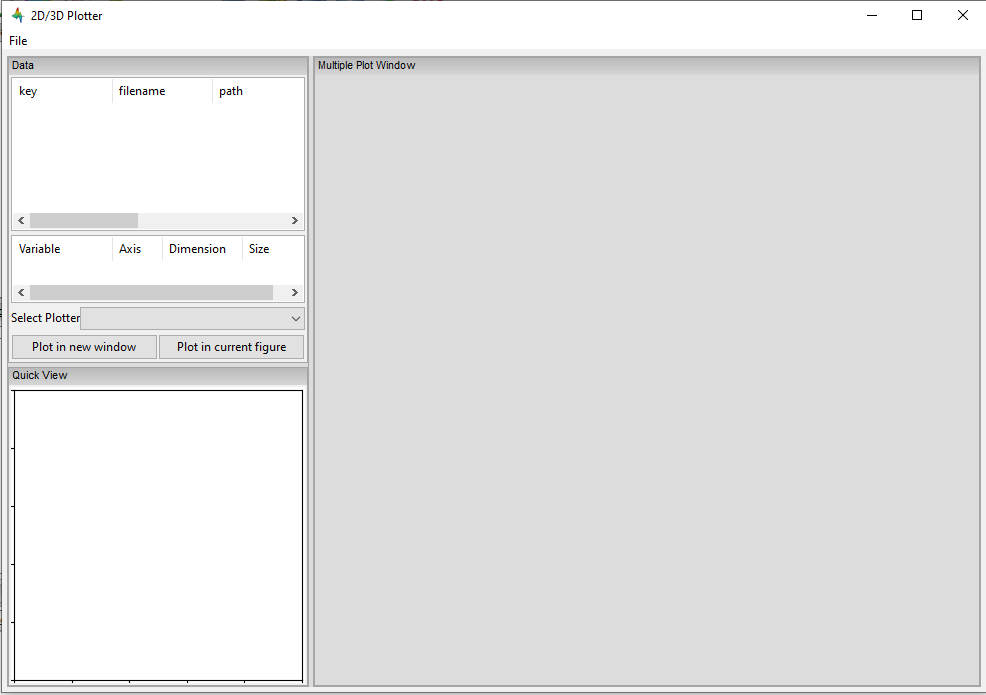 2D/3D Plotter
File
Data
key filename path
Variable Axis Dimension Size
Select Plotter
Plot in new window Plot in current figure
Quick View
Multiple Plot Window